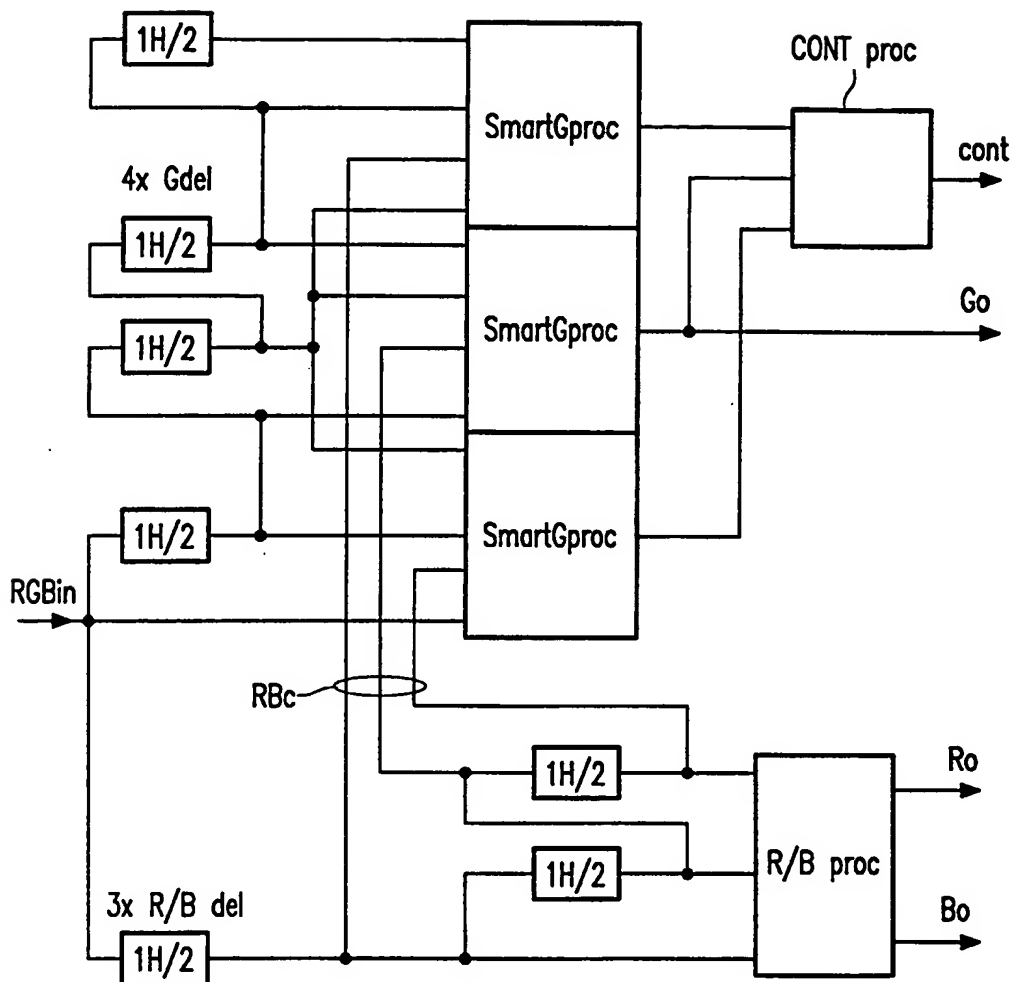 1H/2
SmartGproc
CONT proc
cont
4x Gdel
1H/2
1H/2
SmartGproc
Go
1H/2
SmartGproc
RGBin
RBc
1H/2
Ro
1H/2
R/B proc
3x R/B del
1H/2
Bo